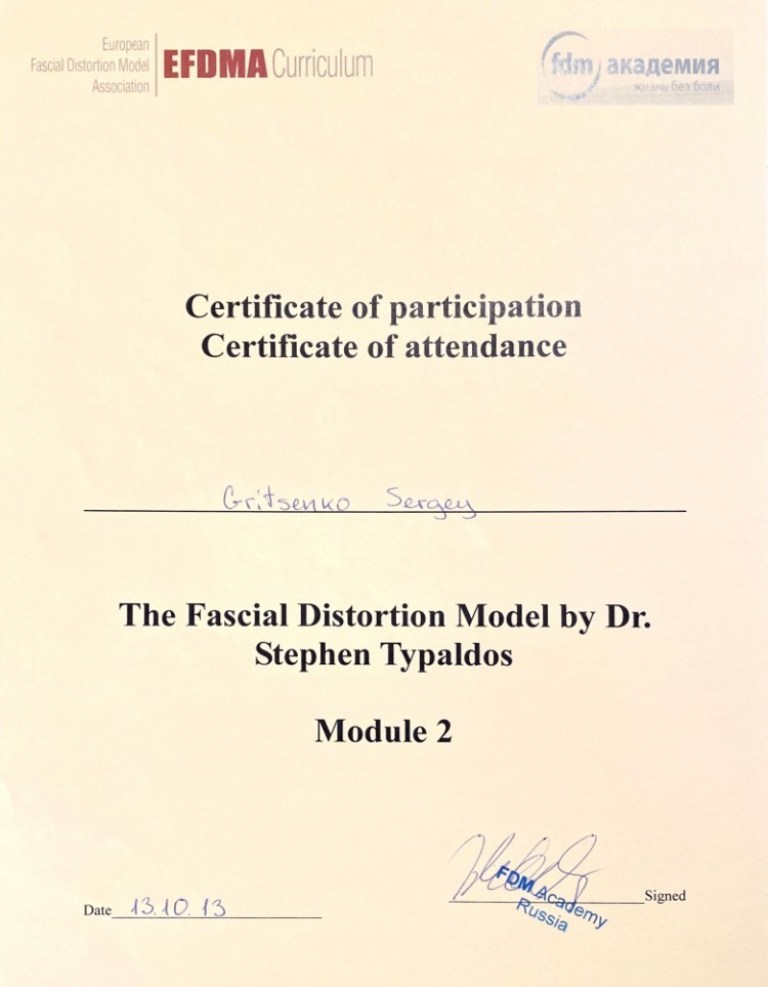 European
Fascial Distortion Model
Association
EFDMA Curriculum
fdm академия
жизнь без боли
Certificate of participation
Certificate of attendance
Gritsenko Sergey
The Fascial Distortion Model by Dr.
Stephen Typaldos
Module 2
Date 13.10.13
Signed
FDM Academy
Russia